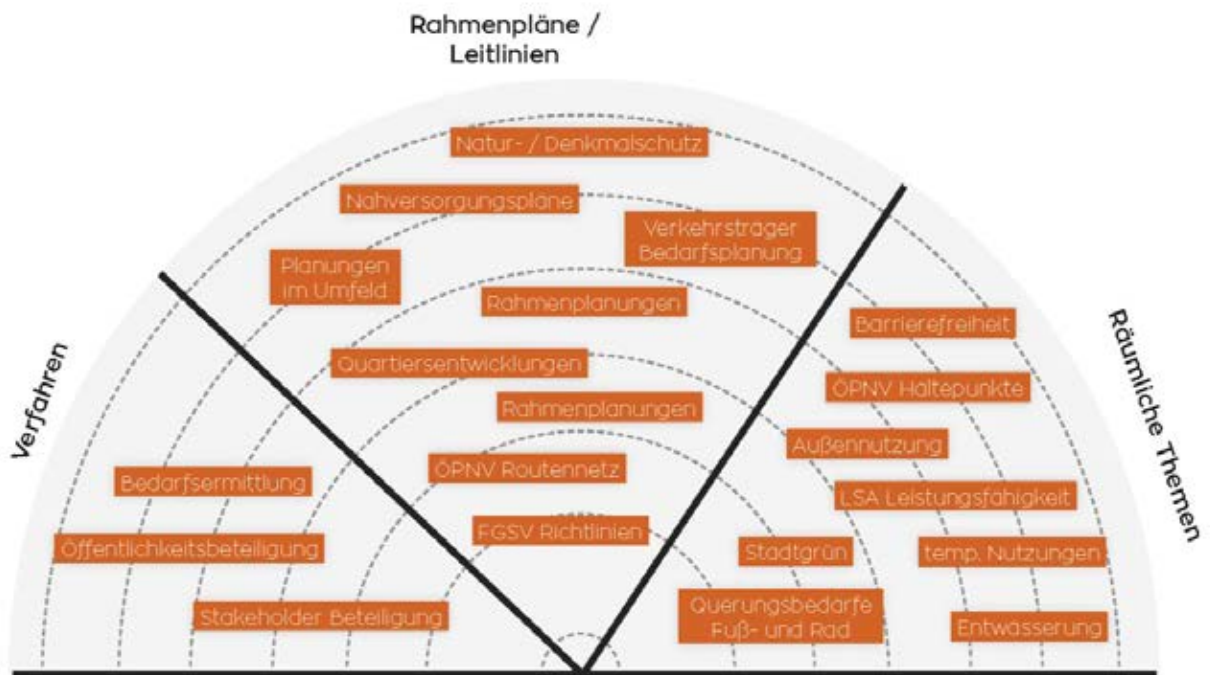 Rahmenpläne /
Leitlinien
Natur- / Denkmalschutz
Nahversorgungspläne
Verkehrsträger
Bedarfsplanung
Planungen
im Umfeld
Rahmenplanungen
Quartiersentwicklungen
Rahmenplanungen
ÖPNV Routennetz
FGSV Richtlinien
Verfahren
Bedarfsermittlung
Öffentlichkeitsbeteiligung
Stakeholder Beteiligung
Räumliche Themen
Barrierefreiheit
ÖPNV Haltepunkte
Außennutzung
LSA Leistungsfähigkeit
Stadtgrün
temp. Nutzungen
Querungsbedarfe
Fuß- und Rad
Entwässerung